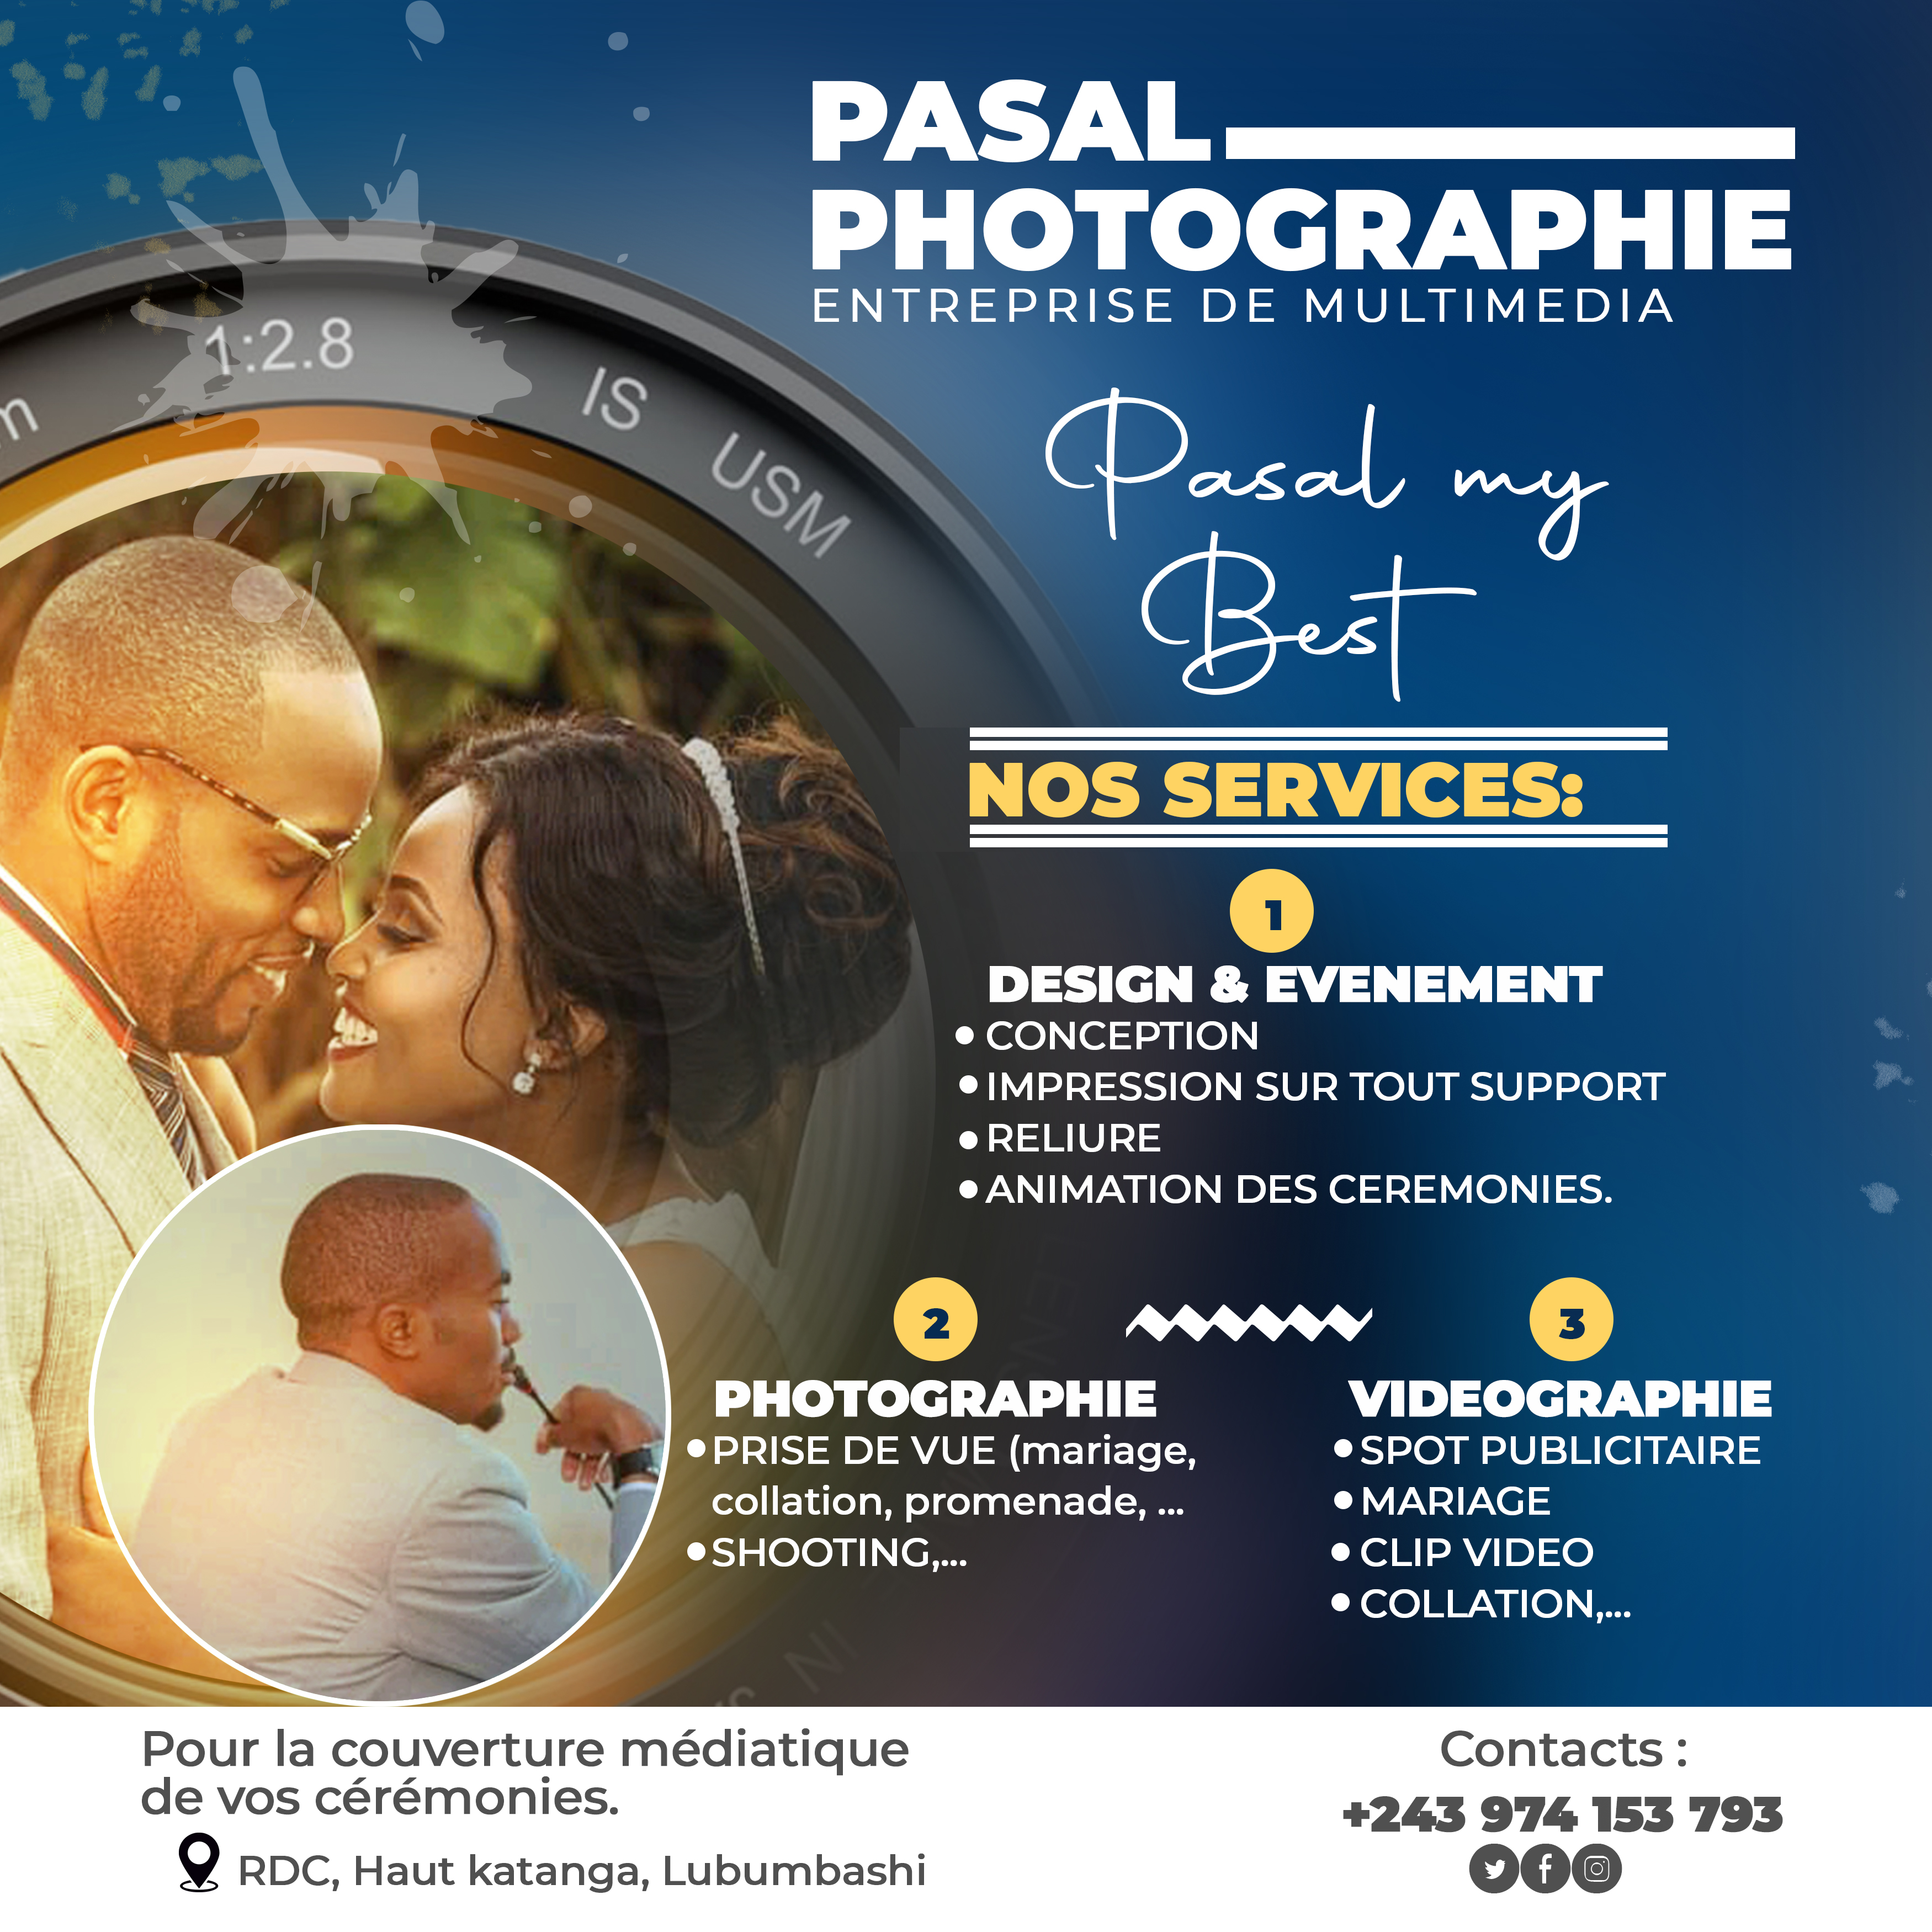 PASAL
PHOTOGRAPHIE
ENTREPRISE DE MULTIMEDIA
1:2.8
IS
USM
m
Pasal my
Best
NOS SERVICES:
1
DESIGN & EVENEMENT
• CONCEPTION
• IMPRESSION SUR TOUT SUPPORT
• RELIURE
• ANIMATION DES CEREMONIES.
2
PHOTOGRAPHIE
• PRISE DE VUE (mariage,
collation, promenade, ...
• SHOOTING,...
3
VIDEOGRAPHIE
• SPOT PUBLICITAIRE
• MARIAGE
• CLIP VIDEO
• COLLATION,...
Pour la couverture médiatique
de vos cérémonies.
RDC, Haut katanga, Lubumbashi
Contacts :
+243 974 153 793